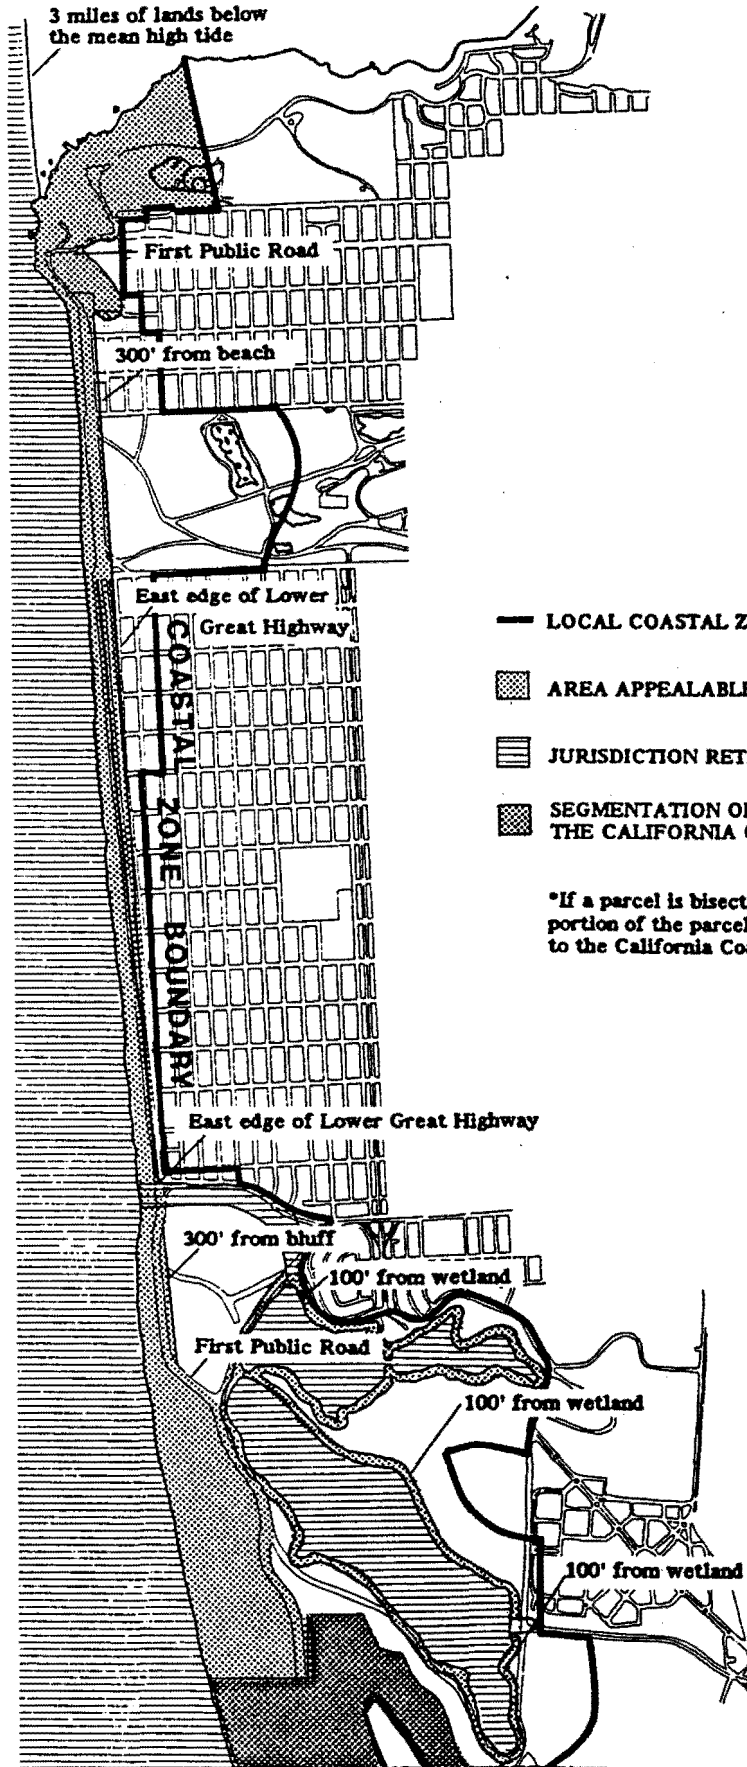 3 miles of lands below
the mean high tide
First Public Road
300' from beach
East edge of Lower
Great Highway
COASTAL ZONE BOUNDARY
LOCAL COASTAL Z
AREA APPEALABLE
JURISDICTION RET
SEGMENTATION OF
THE CALIFORNIA C
*If a parcel is bisect
portion of the parcel
to the California Coa
East edge of Lower Great Highway
300' from bluff
100' from wetland
First Public Road
100' from wetland
100' from wetland